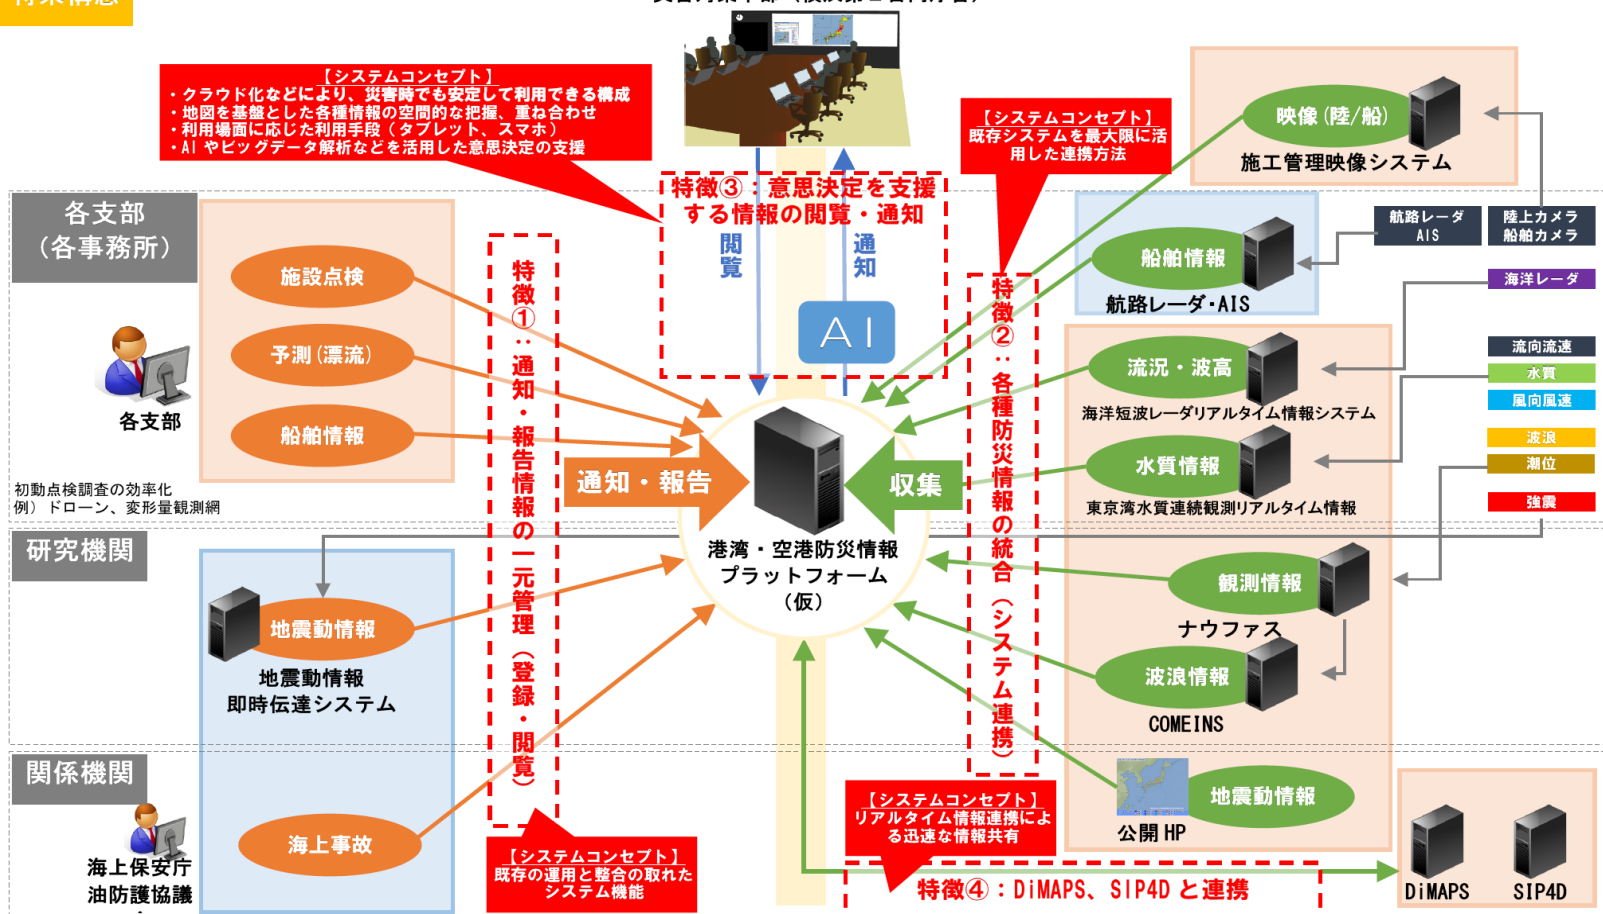 【システムコンセプト】
・クラウド化などにより、災害時でも安定して利用できる構成
・地図を基盤とした各種情報の空間的な把握、重ね合わせ
・利用場面に応じた利用手段（タブレット、スマホ）
・AI やビッグデータ解析などを活用した意思決定の支援
【システムコンセプト】
既存システムを最大限に活
用した連携方法
映像(陸/船)
施工管理映像システム
特徴③：意思決定を支援
する情報の閲覧・通知
閲覧
通知
AI
各支部
（各事務所）
施設点検
予測(漂流)
船舶情報
各支部
初動点検調査の効率化
例）ドローン、変形量観測網
特徴①：通知・報告情報の一元管理（登録・閲覧）
特徴②：各種防災情報の統合（システム連携）
船舶情報
航路レーダ・AIS
航路レーダ
AIS
陸上カメラ
船舶カメラ
海洋レーダ
流向流速
水質
風向風速
波浪
潮位
強震
流況・波高
海洋短波レーダリアルタイム情報システム
水質情報
東京湾水質連続観測リアルタイム情報
通知・報告
収集
港湾・空港防災情報
プラットフォーム
（仮）
研究機関
地震動情報
地震動情報
即時伝達システム
観測情報
ナウファス
波浪情報
COMEINS
関係機関
海上保安庁
油防護協議
海上事故
【システムコンセプト】
既存の運用と整合の取れた
システム機能
【システムコンセプト】
リアルタイム情報連携によ
る迅速な情報共有
地震動情報
公開 HP
特徴④：DiMAPS、SIP4D と連携
DiMAPS
SIP4D